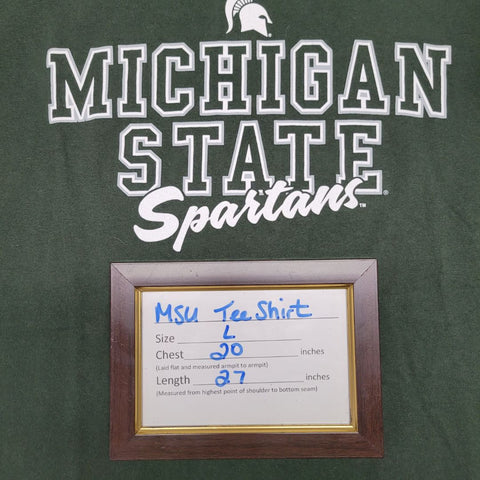 MICHIGAN
STATE
Spartans™
®
MSU Tee Shirt
Size L
Chest 20 inches
(Laid flat and measured armpit to armpit)
Length 27 inches
(Measured from highest point of shoulder to bottom seam)